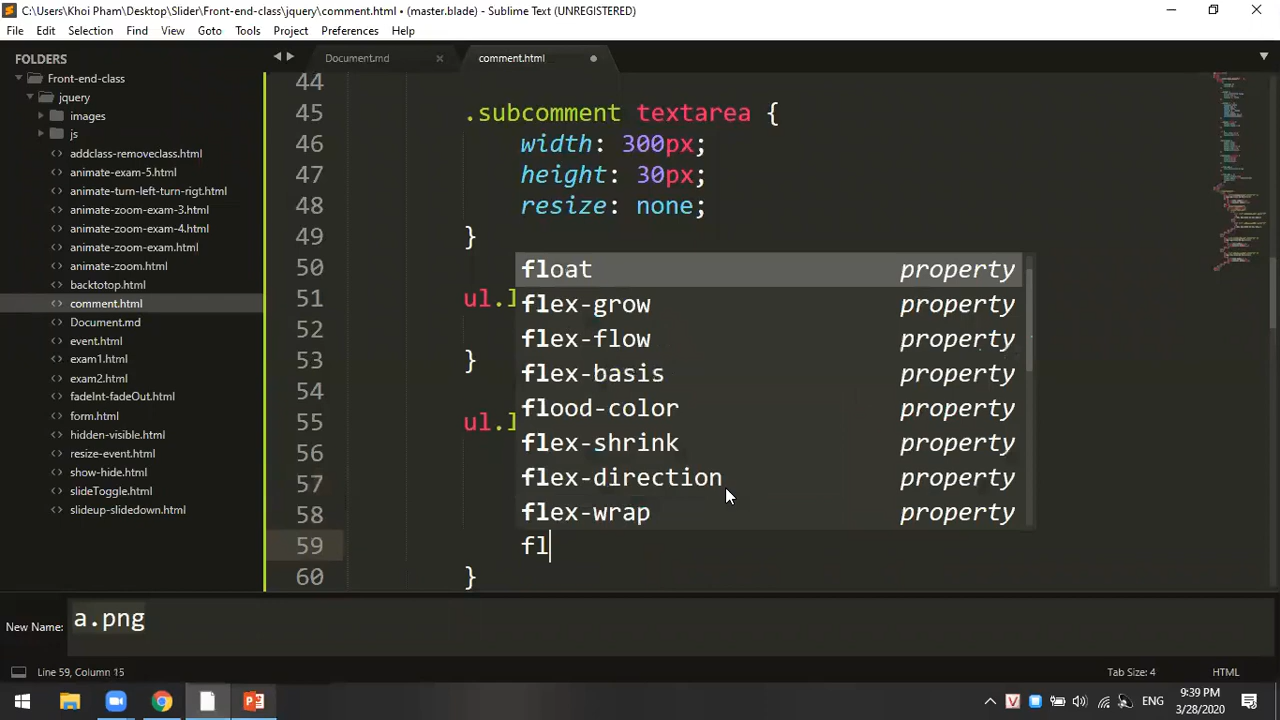 C:\Users\Khoi Pham\Desktop\Slider\Front-end-class\jquery\comment.html • (master.blade) - Sublime Text (UNREGISTERED)
File Edit Selection Find View Goto Tools Project Preferences Help
FOLDERS
Front-end-class
jquery
images
js
addclass-removeclass.html
animate-exam-5.html
animate-turn-left-turn-rigt.html
animate-zoom-exam-3.html
animate-zoom-exam-4.html
animate-zoom-exam.html
animate-zoom.html
backtotop.html
comment.html
Document.md
event.html
exam1.html
exam2.html
fadeInt-fadeOut.html
form.html
hidden-visible.html
resize-event.html
show-hide.html
slideToggle.html
slideup-slidedown.html
Document.md comment.html
44
45 .subcomment textarea {
46 width: 300px;
47 height: 30px;
48 resize: none;
49 }
50
51 ul.l
52
53 }
54
55 ul.l
56
57
58
59 fl
60 }
float property
flex-grow property
flex-flow property
flex-basis property
flood-color property
flex-shrink property
flex-direction property
flex-wrap property
New Name: a.png
Line 59, Column 15 Tab Size: 4 HTML
ENG
9:39 PM
3/28/2020